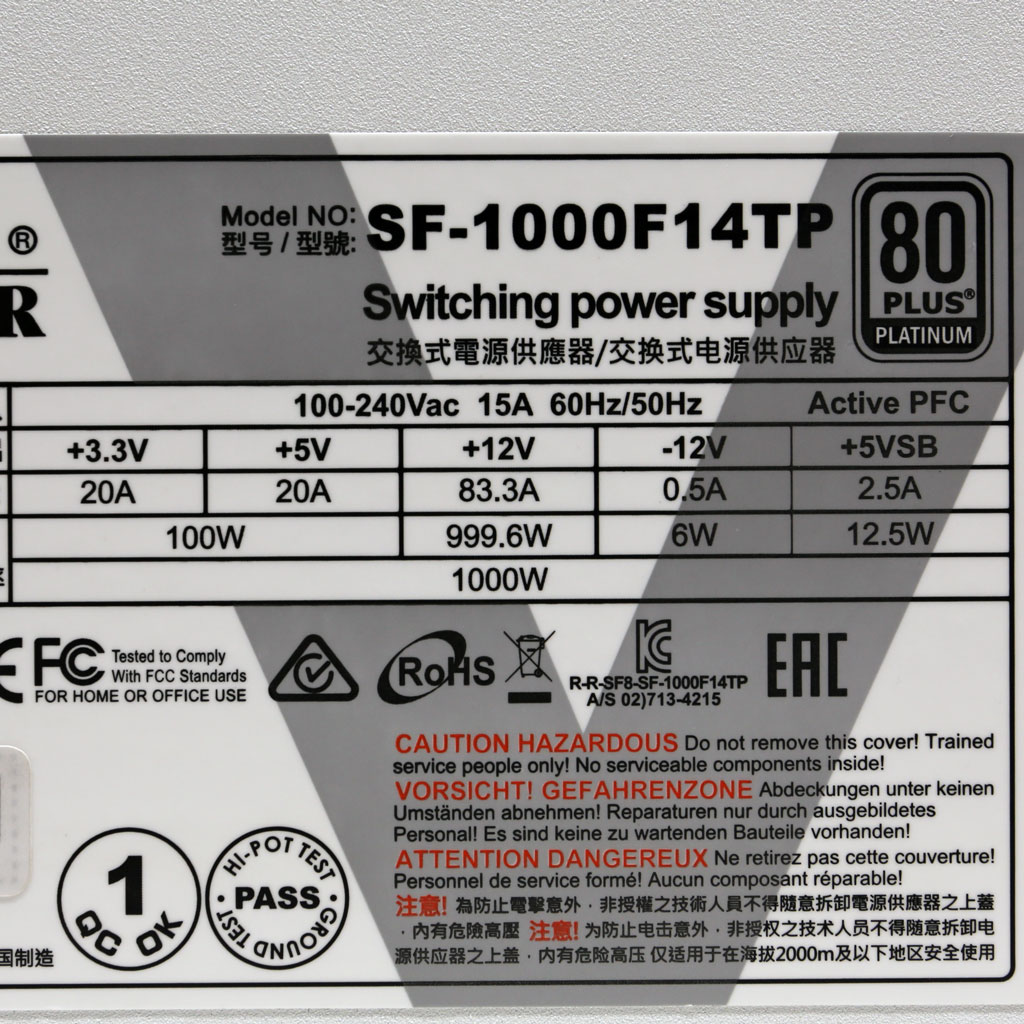 ®
R
Model NO: SF-1000F14TP
型号 / 型號:
80
PLUS®
PLATINUM
Switching power supply
交換式電源供應器/交换式电源供应器
100-240Vac 15A 60Hz/50Hz Active PFC
+3.3V +5V +12V -12V +5VSB
20A 20A 83.3A 0.5A 2.5A
100W 999.6W 6W 12.5W
1000W
CE FC Tested to Comply
With FCC Standards
FOR HOME OR OFFICE USE
RoHS
KC
R-R-SF8-SF-1000F14TP
A/S 02)713-4215
EAC
CAUTION HAZARDOUS Do not remove this cover! Trained
service people only! No serviceable components inside!
VORSICHT! GEFAHRENZONE Abdeckungen unter keinen
Umständen abnehmen! Reparaturen nur durch ausgebildetes
Personal! Es sind keine zu wartenden Bauteile vorhanden!
ATTENTION DANGEREUX Ne retirez pas cette couverture!
Personnel de service formé! Aucun composant réparable!
注意! 為防止電擊意外﹐非授權之技術人員不得隨意拆卸電源供應器之上蓋
﹐內有危險高壓 注意! 为防止电击意外﹐非授权之技术人员不得随意拆卸电
源供应器之上盖﹐内有危险高压 仅适用于在海拔2000m及以下地区安全使用
1
QC OK
HI-POT TEST
PASS
GROUND TEST
国制造